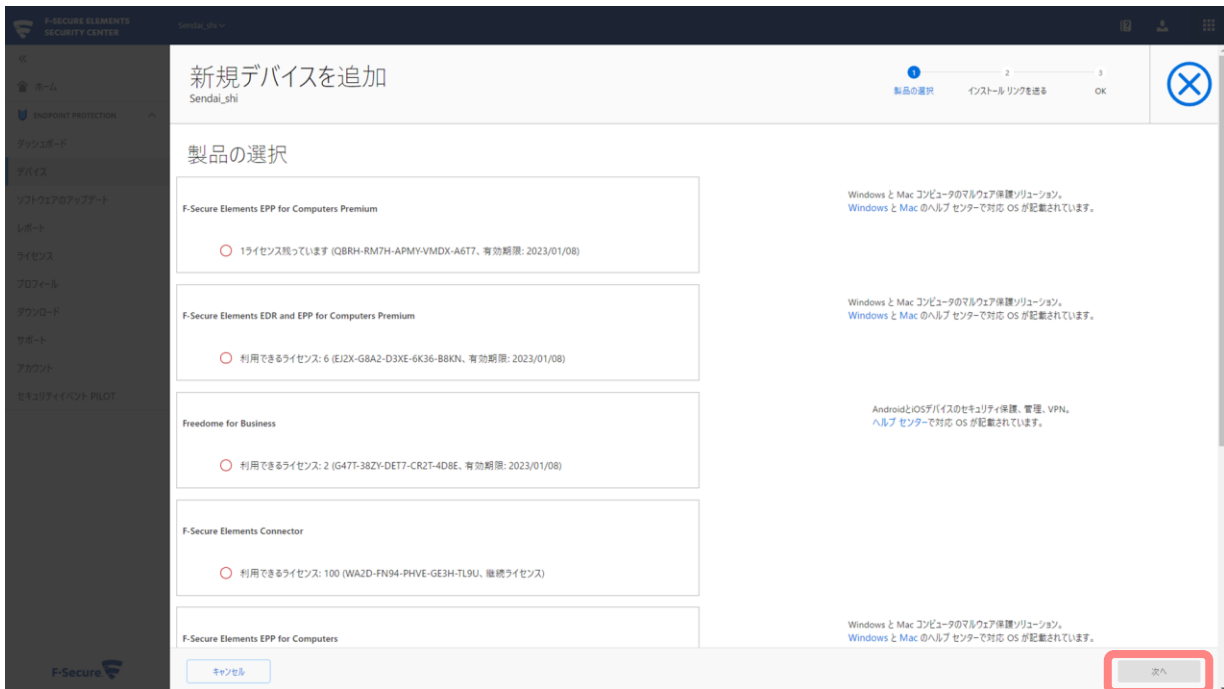 F-SECURE ELEMENTS
SECURITY CENTER
Sendai_shi
ホーム
ENDPOINT PROTECTION
ダッシュボード
デバイス
ソフトウェアのアップデート
レポート
ライセンス
プロフィール
ダウンロード
サポート
アカウント
セキュリティイベント PILOT
F-Secure
新規デバイスを追加
Sendai_shi
1
製品の選択
2
インストール リンクを送る
3
OK
製品の選択
F-Secure Elements EPP for Computers Premium
1ライセンス残っています (QBRH-RM7H-APMY-VMDX-A6T7、有効期限: 2023/01/08)
Windows と Mac コンピュータのマルウェア保護ソリューション。
Windows と Mac のヘルプ センターで対応 OS が記載されています。
F-Secure Elements EDR and EPP for Computers Premium
利用できるライセンス: 6 (EJ2X-G8A2-D3XE-6K36-B8KN、有効期限: 2023/01/08)
Windows と Mac コンピュータのマルウェア保護ソリューション。
Windows と Mac のヘルプ センターで対応 OS が記載されています。
Freedome for Business
利用できるライセンス: 2 (G47T-38ZY-DET7-CR2T-4D8E、有効期限: 2023/01/08)
AndroidとiOSデバイスのセキュリティ保護、管理、VPN。
ヘルプ センターで対応 OS が記載されています。
F-Secure Elements Connector
利用できるライセンス: 100 (WA2D-FN94-PHVE-GE3H-TL9U、継続ライセンス)
F-Secure Elements EPP for Computers
Windows と Mac コンピュータのマルウェア保護ソリューション。
Windows と Mac のヘルプ センターで対応 OS が記載されています。
キャンセル
次へ